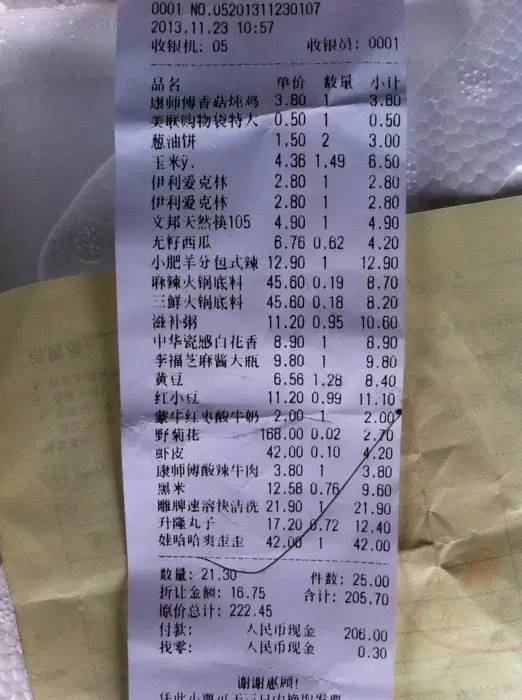 0001 NO.05201311230107
2013.11.23 10:57
收银机: 05 收银员: 0001
品名 单价 数量 小计
康师傅香菇炖鸡 3.80 1 3.80
美联购物袋特大 0.50 1 0.50
葱油饼 1.50 2 3.00
玉米ÿ. 4.36 1.49 6.50
伊利爱克林 2.80 1 2.80
伊利爱克林 2.80 1 2.80
文邦天然筷105 4.90 1 4.90
无籽西瓜 6.76 0.62 4.20
小肥羊分包式辣 12.90 1 12.90
麻辣火锅底料 45.60 0.19 8.70
三鲜火锅底料 45.60 0.18 8.20
滋补粥 11.20 0.95 10.60
中华瓷感白花香 8.90 1 8.90
李福芝麻酱大瓶 9.80 1 9.80
黄豆 6.56 1.28 8.40
红小豆 11.20 0.99 11.10
蒙牛红枣酸牛奶 2.00 1 2.00
野菊花 168.00 0.02 2.70
虾皮 42.00 0.10 4.20
康师傅酸辣牛肉 3.80 1 3.80
黑米 12.58 0.76 9.60
雕牌速溶快洁洗 21.90 1 21.90
升隆丸子 17.20 0.72 12.40
娃哈哈爽歪歪 42.00 1 42.00
数量: 21.30 件数: 25.00
折让金额: 16.75 合计: 205.70
原价总计: 222.45
付款: 人民币现金 206.00
找零: 人民币现金 0.30
谢谢惠顾!